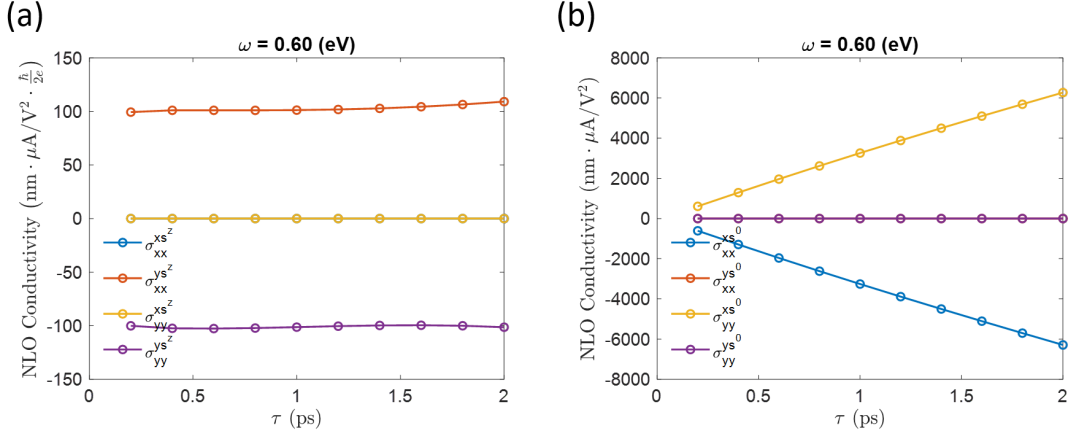 (a)
ω = 0.60 (eV)
NLO Conductivity (nm · μA/V² · ħ/2e)
150
100
50
0
-50
-100
-150
σ_xx^{xs^z}
σ_xx^{ys^z}
σ_yy^{xs^z}
σ_yy^{ys^z}
0
0.5
1
1.5
2
τ (ps)
(b)
ω = 0.60 (eV)
NLO Conductivity (nm · μA/V²)
8000
6000
4000
2000
0
-2000
-4000
-6000
-8000
σ_xx^{xs^0}
σ_xx^{ys^0}
σ_yy^{xs^0}
σ_yy^{ys^0}
0
0.5
1
1.5
2
τ (ps)